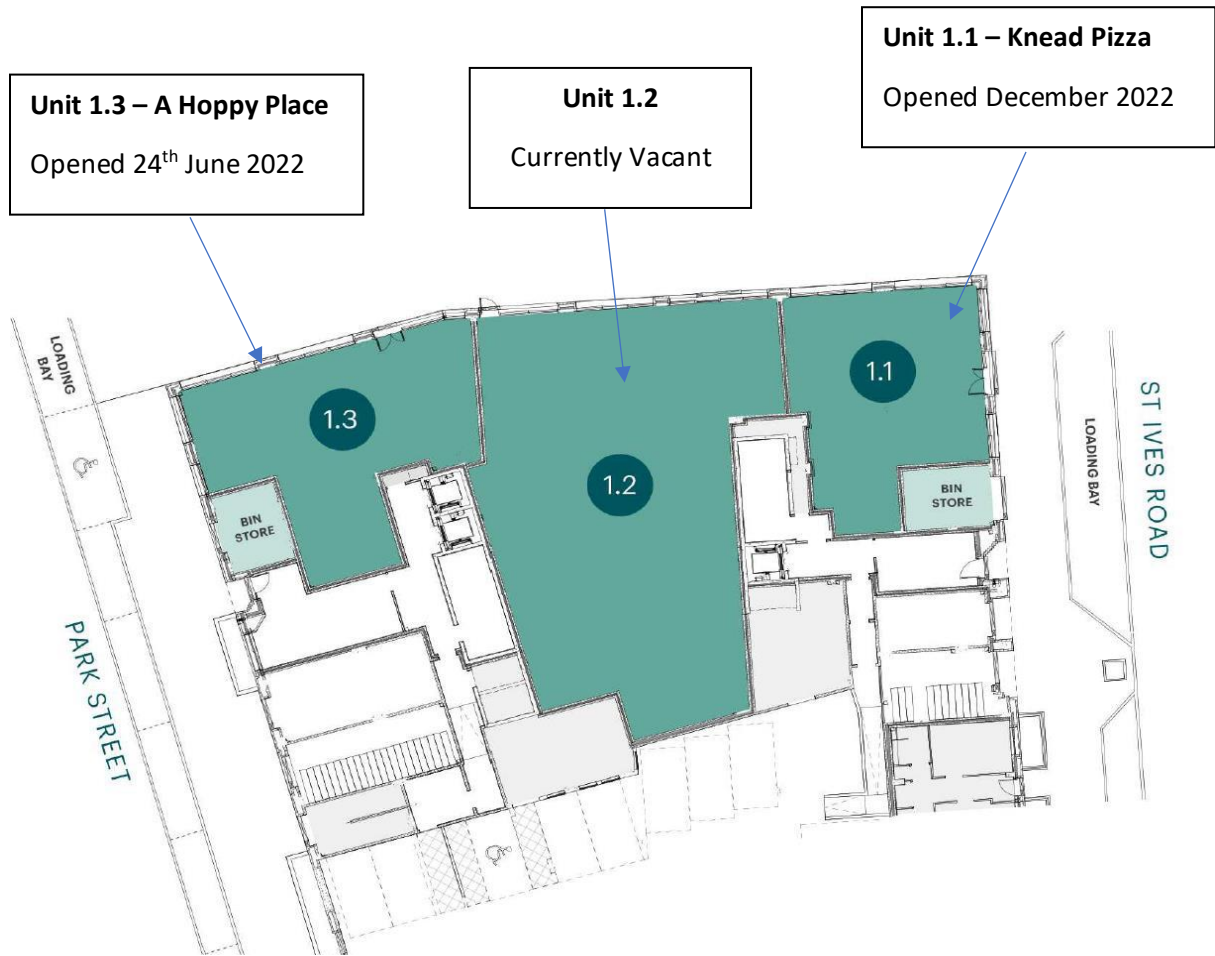 Unit 1.3 – A Hoppy Place
Opened 24th June 2022
Unit 1.2
Currently Vacant
Unit 1.1 – Knead Pizza
Opened December 2022
LOADING
BAY
1.3
1.2
1.1
BIN
STORE
BIN
STORE
LOADING BAY
ST IVES ROAD
PARK STREET